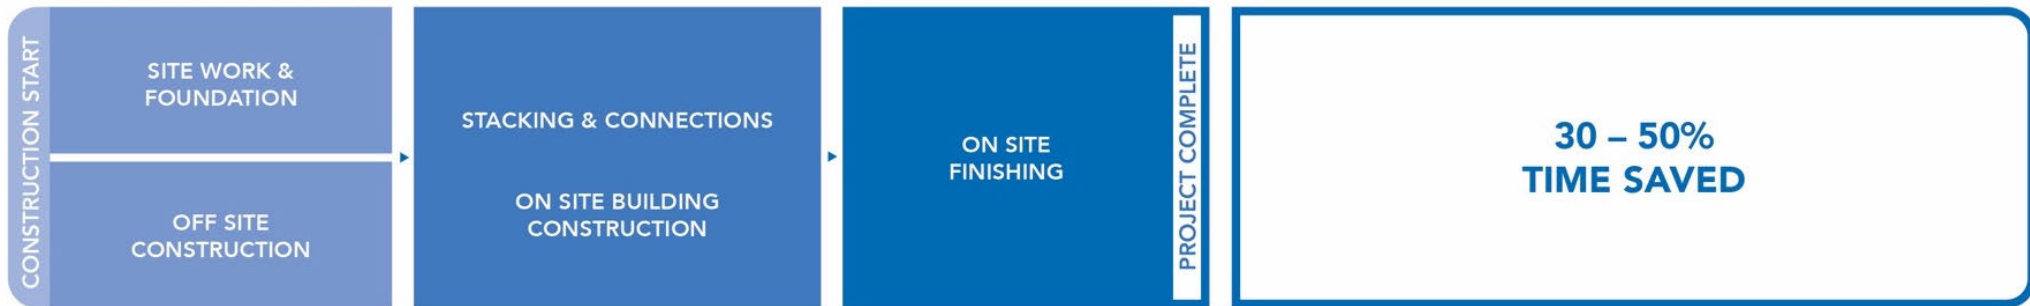 CONSTRUCTION START
SITE WORK &
FOUNDATION
OFF SITE
CONSTRUCTION
STACKING & CONNECTIONS
ON SITE BUILDING
CONSTRUCTION
ON SITE
FINISHING
PROJECT COMPLETE
30 – 50%
TIME SAVED